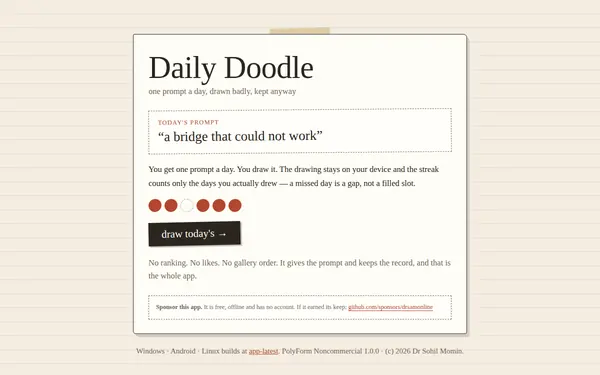 Daily Doodle
one prompt a day, drawn badly, kept anyway
TODAY'S PROMPT
“a bridge that could not work”
You get one prompt a day. You draw it. The drawing stays on your device and the streak
counts only the days you actually drew — a missed day is a gap, not a filled slot.
draw today's →
No ranking. No likes. No gallery order. It gives the prompt and keeps the record, and that is
the whole app.
Sponsor this app. It is free, offline and has no account. If it earned its keep: github.com/sponsors/drsamonline
Windows · Android · Linux builds at app-latest. PolyForm Noncommercial 1.0.0 · (c) 2026 Dr Sohil Momin.